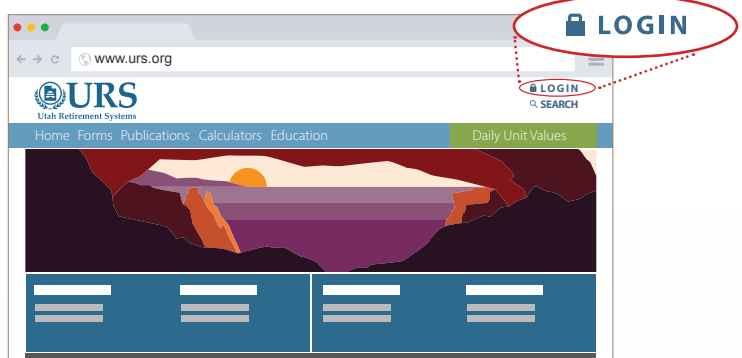 LOGIN
www.urs.org
URS
Utah Retirement Systems
LOGIN
SEARCH
Home Forms Publications Calculators Education Daily Unit Values